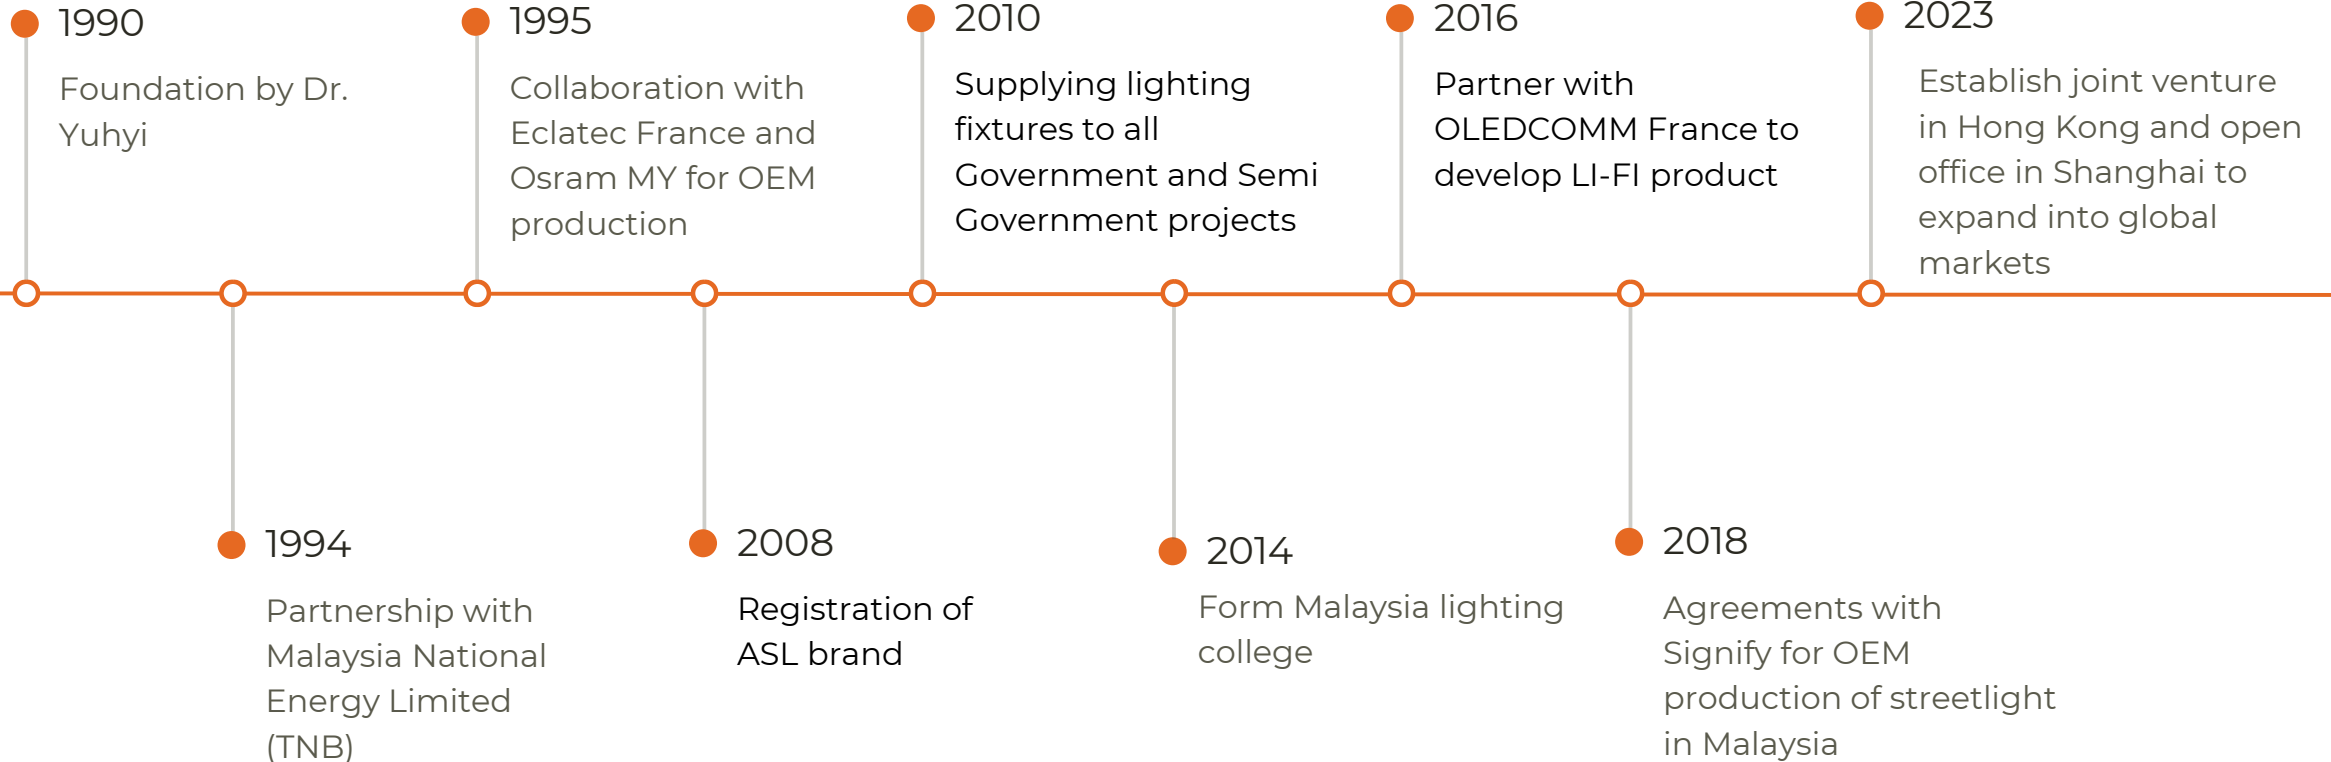 1990
Foundation by Dr.
Yuhyi
1994
Partnership with
Malaysia National
Energy Limited
(TNB)
1995
Collaboration with
Eclatec France and
Osram MY for OEM
production
2008
Registration of
ASL brand
2010
Supplying lighting
fixtures to all
Government and Semi
Government projects
2014
Form Malaysia lighting
college
2016
Partner with
OLEDCOMM France to
develop LI-FI product
2018
Agreements with
Signify for OEM
production of streetlight
in Malaysia
2023
Establish joint venture
in Hong Kong and open
office in Shanghai to
expand into global
markets